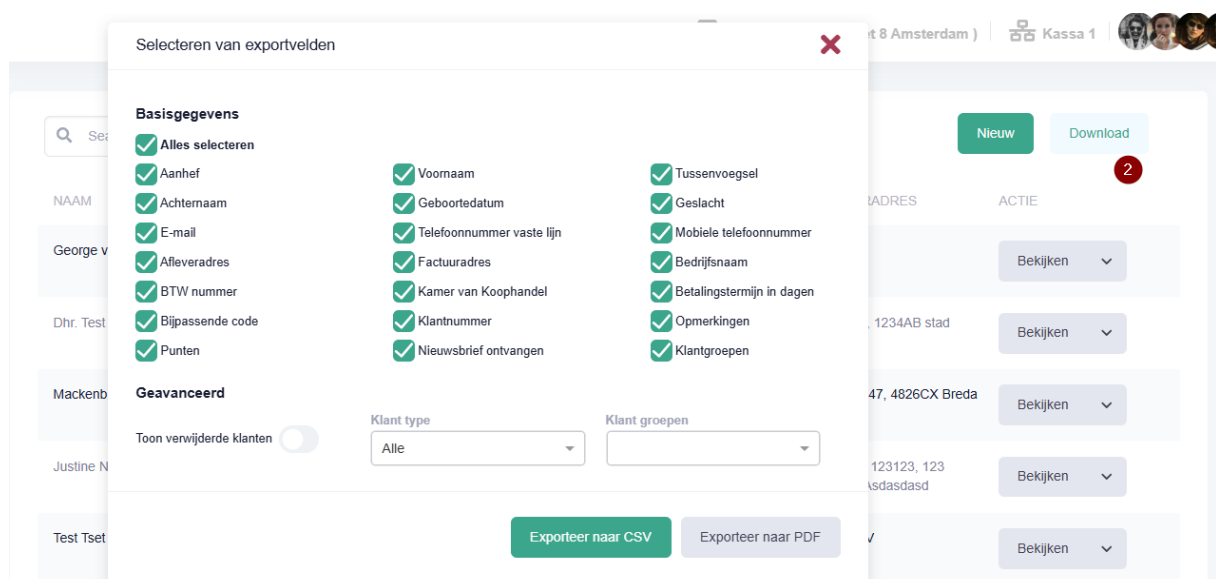 Selecteren van exportvelden
t 8 Amsterdam )
Kassa 1
Basisgegevens
Alles selecteren
Aanhef
Voornaam
Tussenvoegsel
Achternaam
Geboortedatum
Geslacht
E-mail
Telefoonnummer vaste lijn
Mobiele telefoonnummer
Afleveradres
Factuuradres
Bedrijfsnaam
BTW nummer
Kamer van Koophandel
Betalingstermijn in dagen
Bijpassende code
Klantnummer
Opmerkingen
Punten
Nieuwsbrief ontvangen
Klantgroepen
Geavanceerd
Toon verwijderde klanten
Klant type
Alle
Klant groepen
Exporteer naar CSV
Exporteer naar PDF
Sea
Nieuw
Download
2
NAAM
ADRES
ACTIE
George v
Bekijken
Dhr. Test
, 1234AB stad
Bekijken
Mackenb
47, 4826CX Breda
Bekijken
Justine N
123123, 123
Asdasdasd
Bekijken
Test Tset
Bekijken